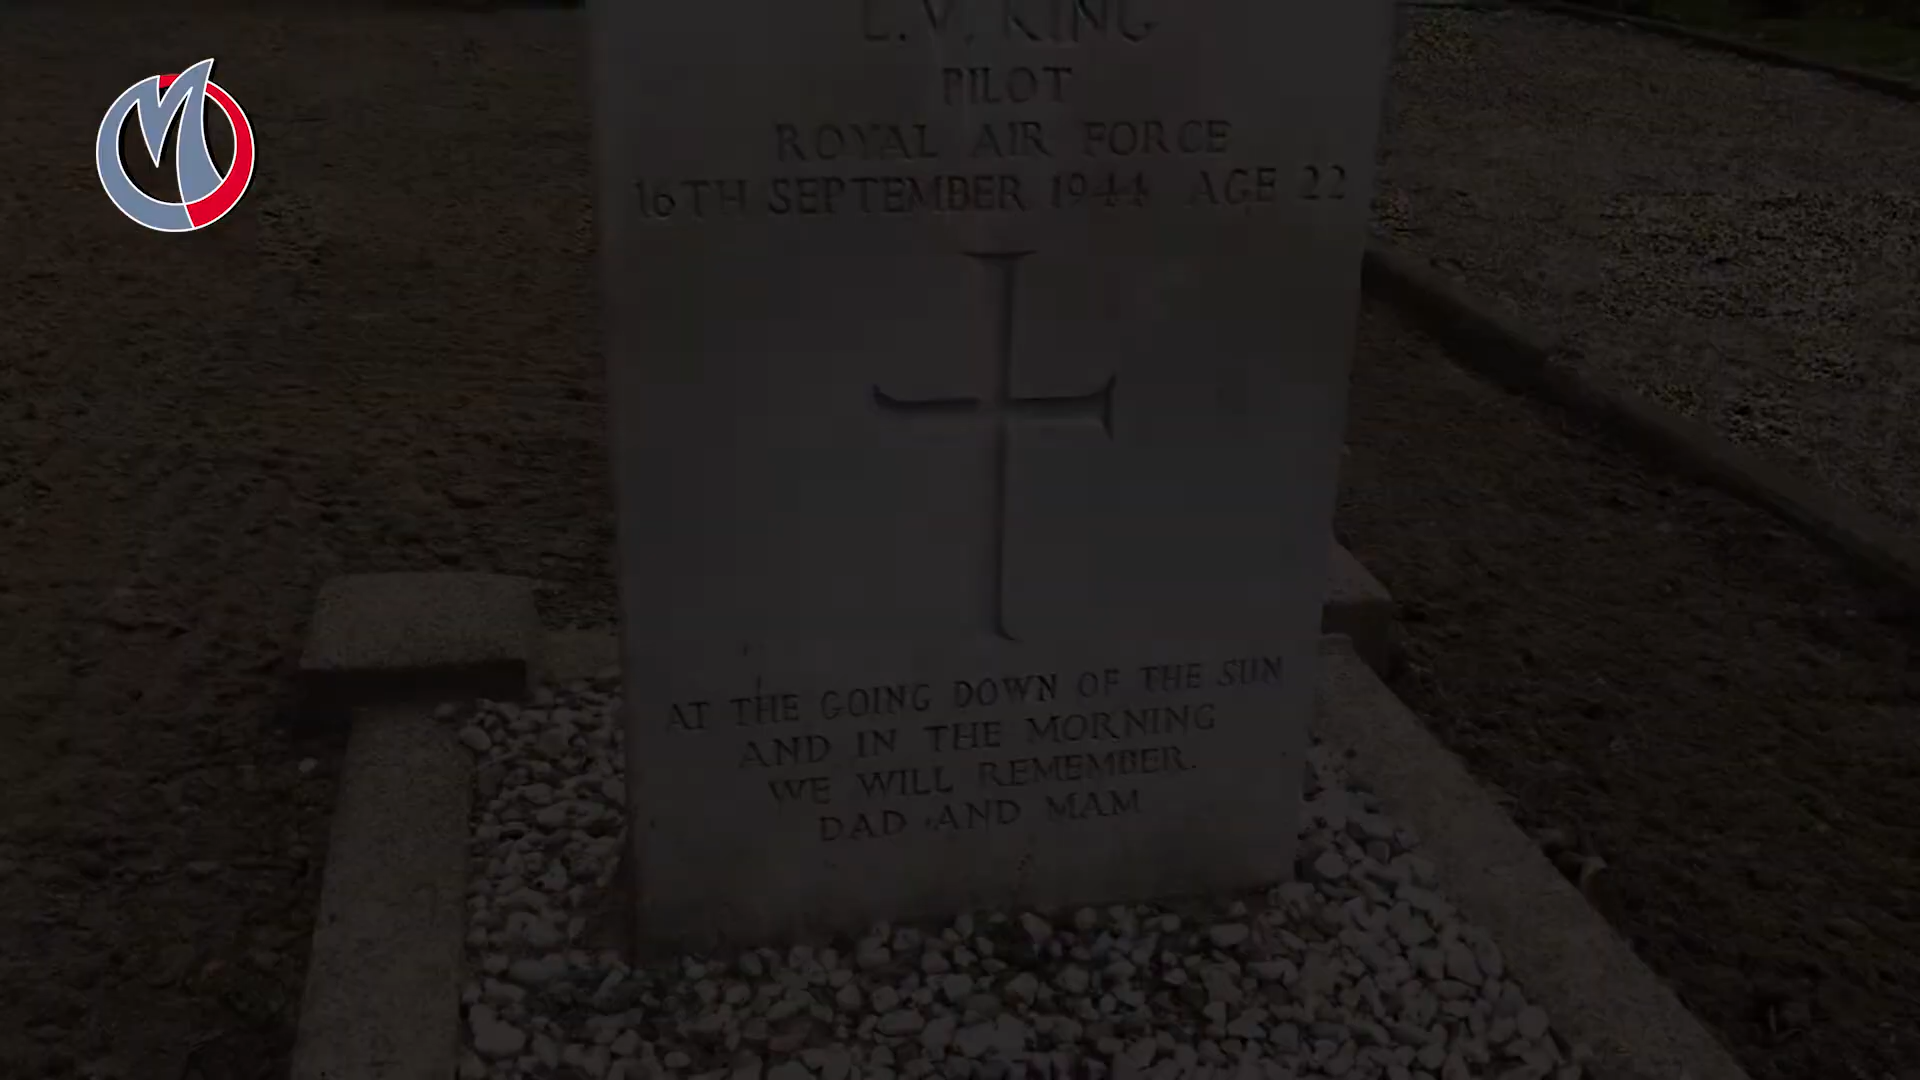 L.V. KING
PILOT
ROYAL AIR FORCE
16TH SEPTEMBER 1944 AGE 22
AT THE GOING DOWN OF THE SUN
AND IN THE MORNING
WE WILL REMEMBER.
DAD AND MAM